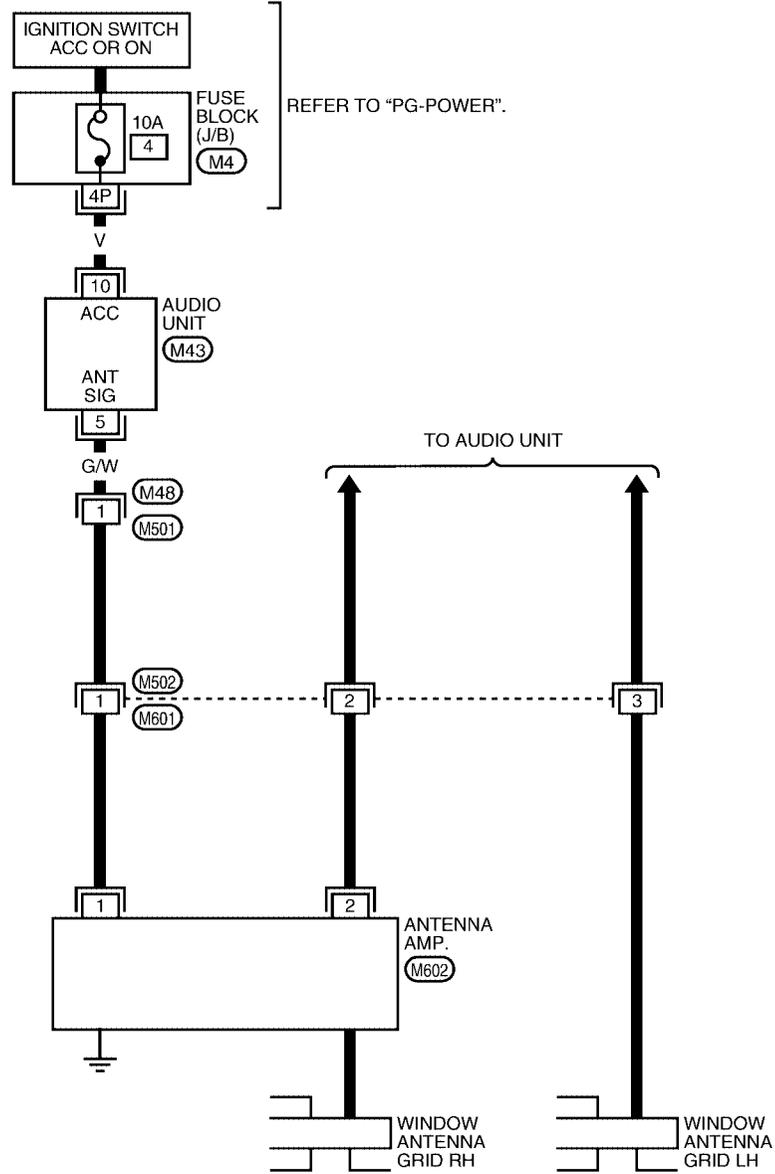 IGNITION SWITCH
ACC OR ON
FUSE
BLOCK
(J/B)
M4
10A
4
4P
REFER TO “PG-POWER”.
V
10
ACC
AUDIO
UNIT
M43
ANT
SIG
5
G/W
TO AUDIO UNIT
M48
1
M501
M502
1
M601
2
3
1
2
ANTENNA
AMP.
M602
WINDOW
ANTENNA
GRID RH
WINDOW
ANTENNA
GRID LH